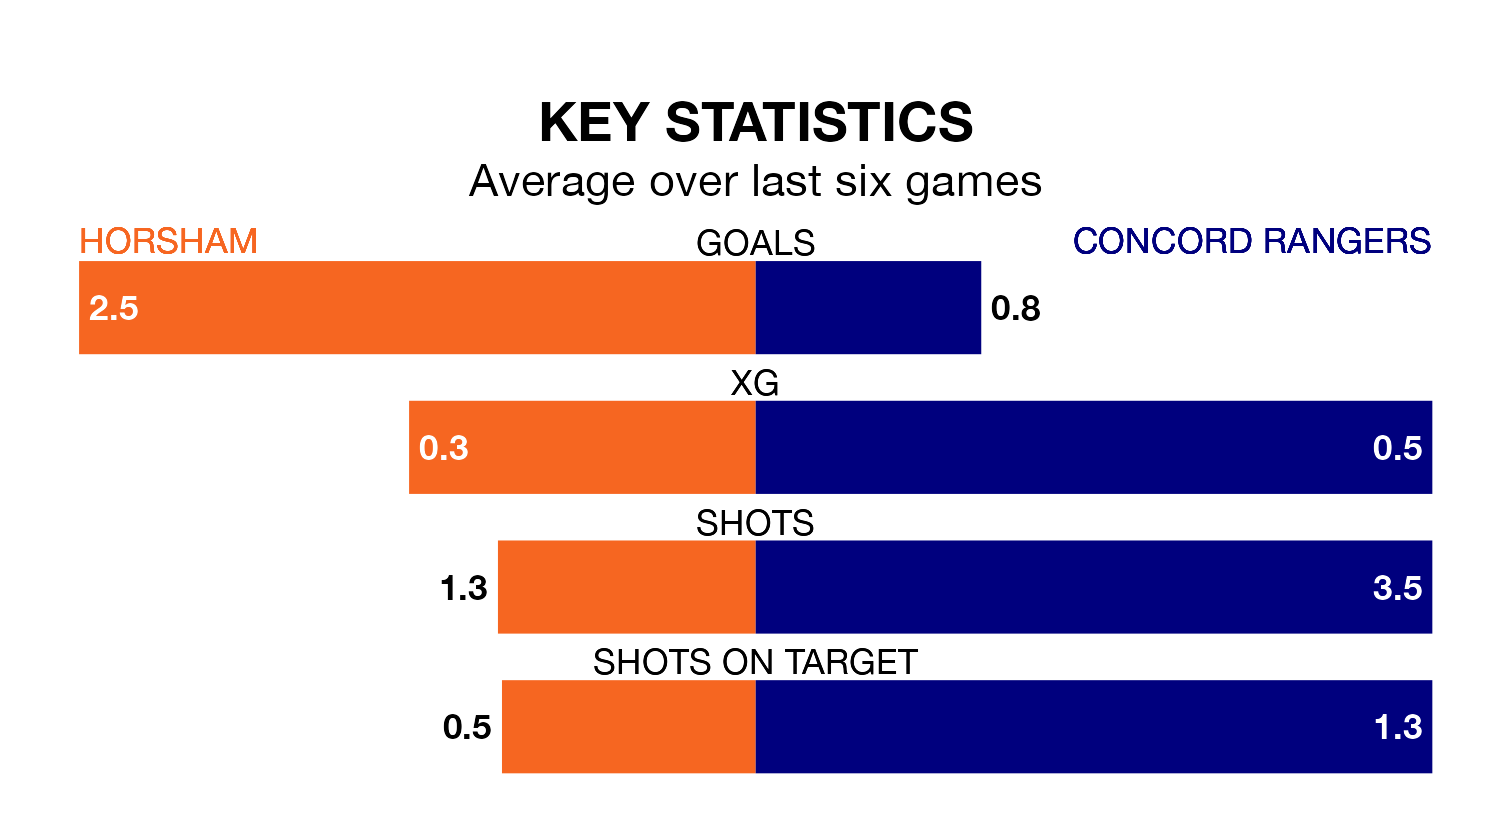 KEY STATISTICS
Average over last six games
HORSHAM GOALS CONCORD RANGERS
2.5 0.8
XG
0.3 0.5
SHOTS
1.3 3.5
SHOTS ON TARGET
0.5 1.3